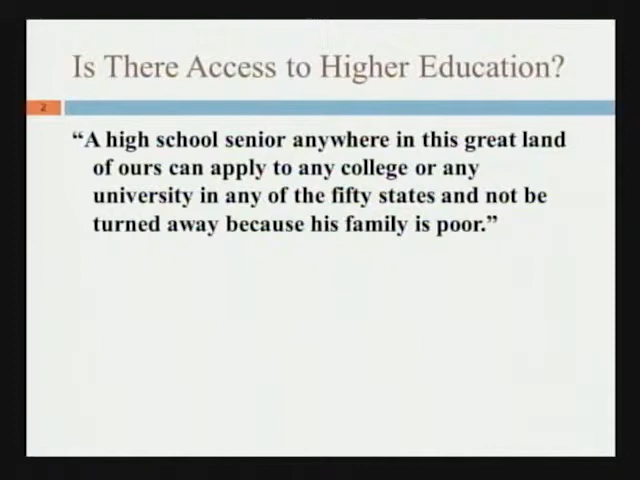 Is There Access to Higher Education?
2
“A high school senior anywhere in this great land
of ours can apply to any college or any
university in any of the fifty states and not be
turned away because his family is poor.”